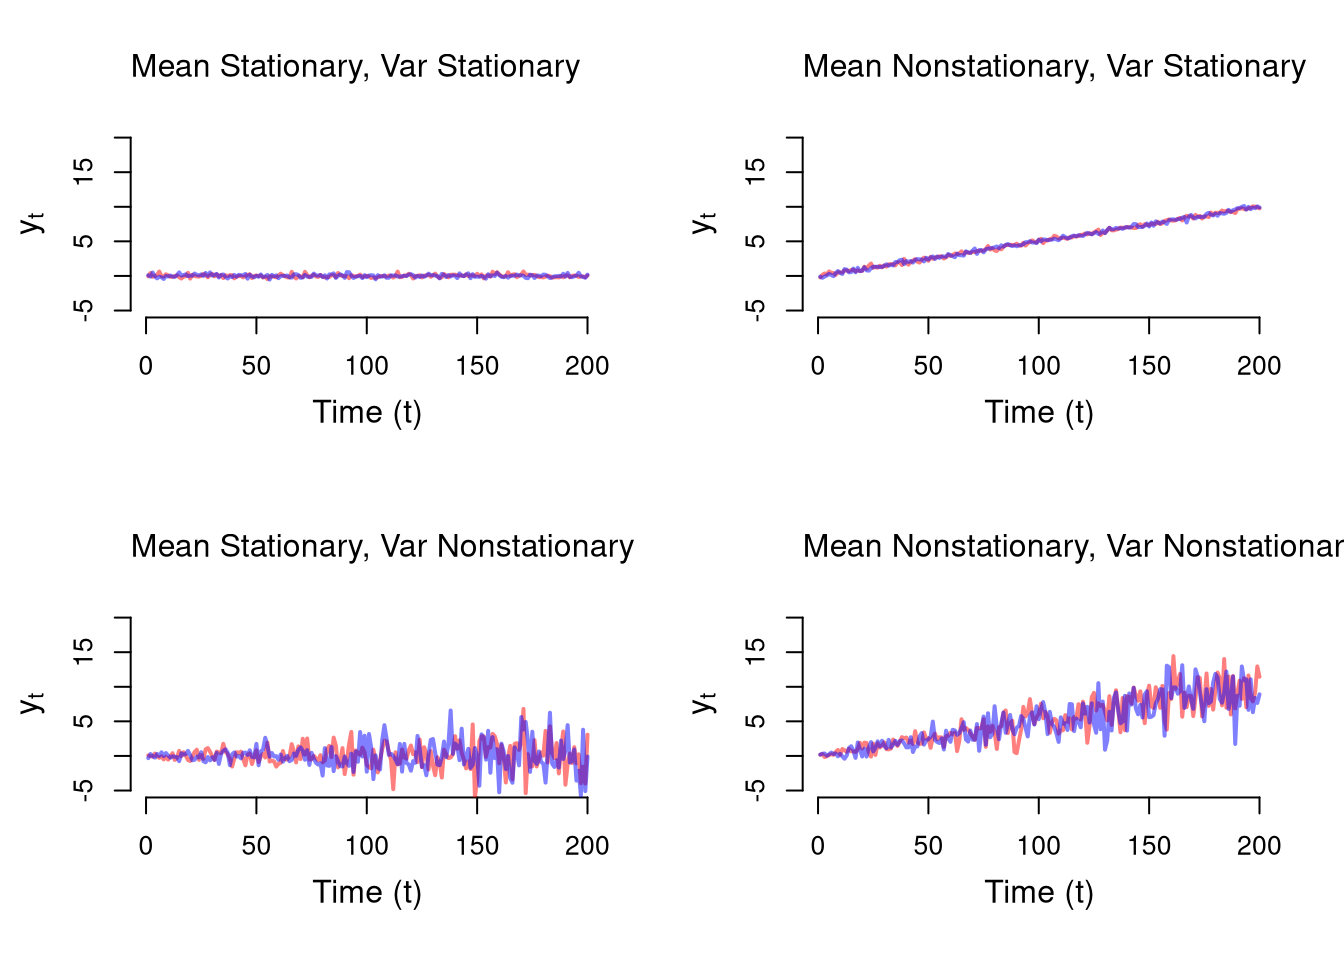 Mean Stationary, Var Stationary
15
5
-5
yt
0 50 100 150 200
Time (t)
Mean Nonstationary, Var Stationary
15
5
-5
yt
0 50 100 150 200
Time (t)
Mean Stationary, Var Nonstationary
15
5
-5
yt
0 50 100 150 200
Time (t)
Mean Nonstationary, Var Nonstationar
15
5
-5
yt
0 50 100 150 200
Time (t)